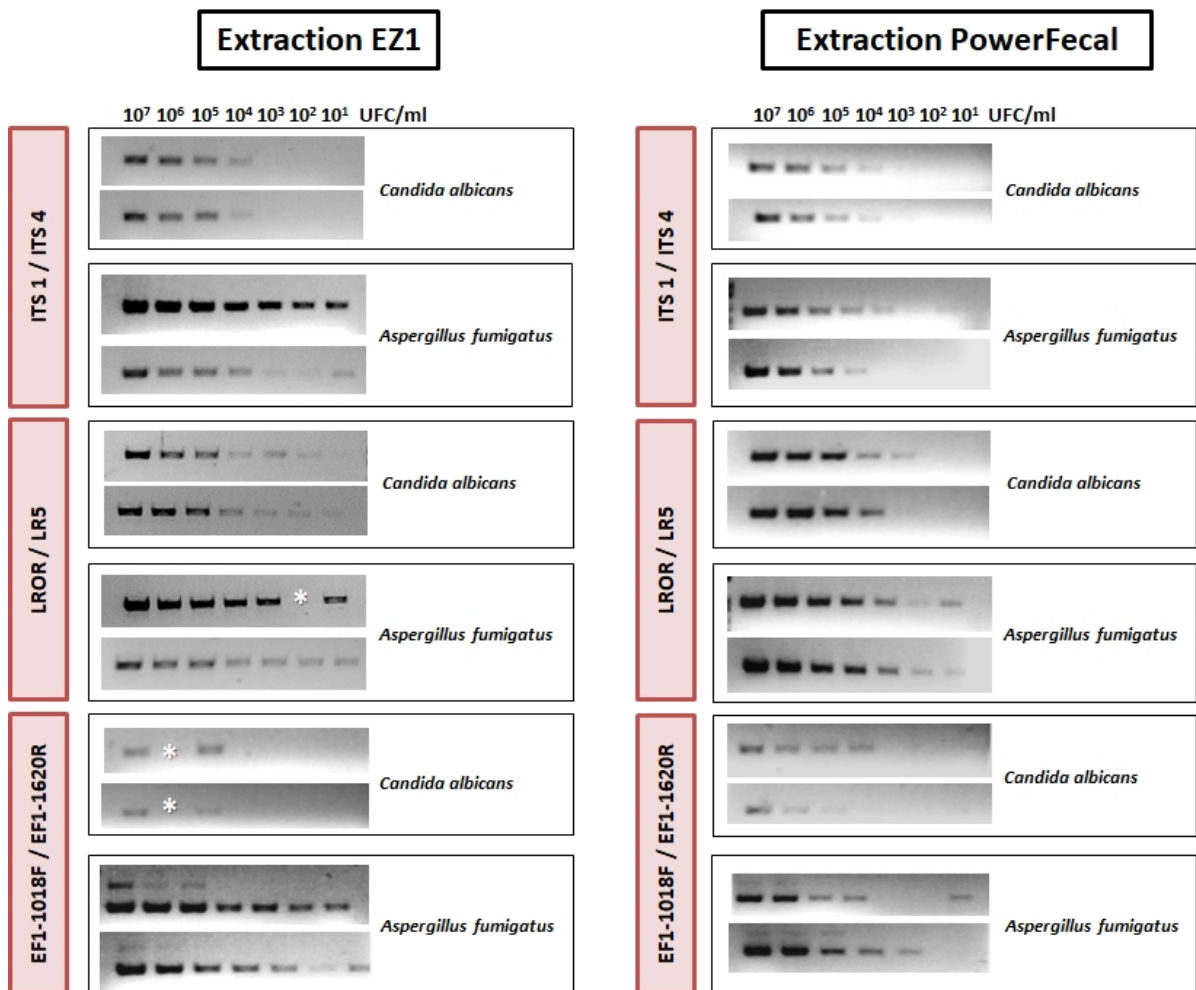 Extraction EZ1
10⁷ 10⁶ 10⁵ 10⁴ 10³ 10² 10¹ UFC/ml
ITS 1 / ITS 4
Candida albicans
Aspergillus fumigatus
LROR / LR5
Candida albicans
*
Aspergillus fumigatus
EF1-1018F / EF1-1620R
*
*
Candida albicans
Aspergillus fumigatus
Extraction PowerFecal
10⁷ 10⁶ 10⁵ 10⁴ 10³ 10² 10¹ UFC/ml
ITS 1 / ITS 4
Candida albicans
Aspergillus fumigatus
LROR / LR5
Candida albicans
Aspergillus fumigatus
EF1-1018F / EF1-1620R
Candida albicans
Aspergillus fumigatus